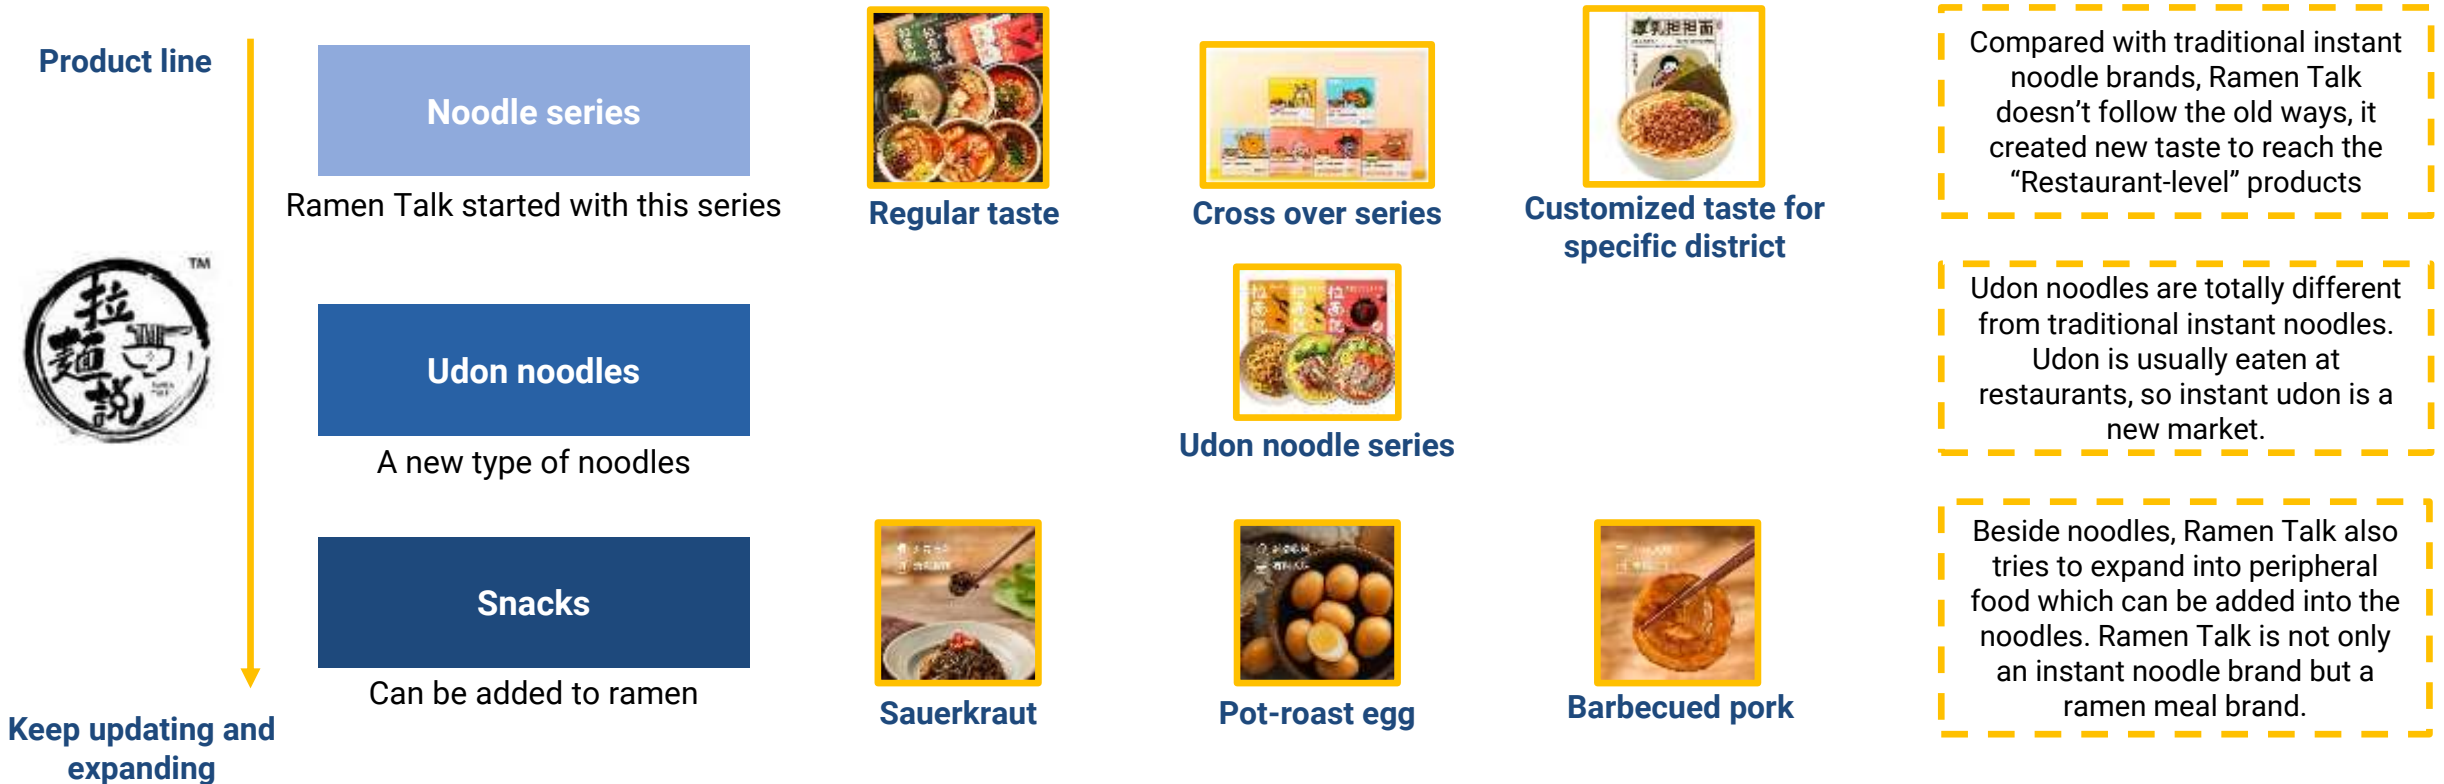 Product line
Noodle series
Ramen Talk started with this series
Regular taste
Cross over series
Customized taste for
specific district
Compared with traditional instant
noodle brands, Ramen Talk
doesn’t follow the old ways, it
created new taste to reach the
“Restaurant-level” products
TM
拉
麵
説
Udon noodles
A new type of noodles
拉面説
Udon noodle series
Udon noodles are totally different
from traditional instant noodles.
Udon is usually eaten at
restaurants, so instant udon is a
new market.
Snacks
Can be added to ramen
Sauerkraut
Pot-roast egg
Barbecued pork
Beside noodles, Ramen Talk also
tries to expand into peripheral
food which can be added into the
noodles. Ramen Talk is not only
an instant noodle brand but a
ramen meal brand.
Keep updating and
expanding